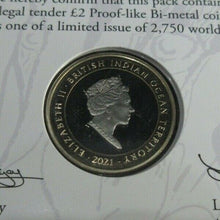 hereby confirm that this pack contain
legal tender £2 Proof-like Bi-metal coi
s one of a limited issue of 2,750 world
ELIZABETH II · BRITISH INDIAN OCEAN TERRITORY
· 2021 ·